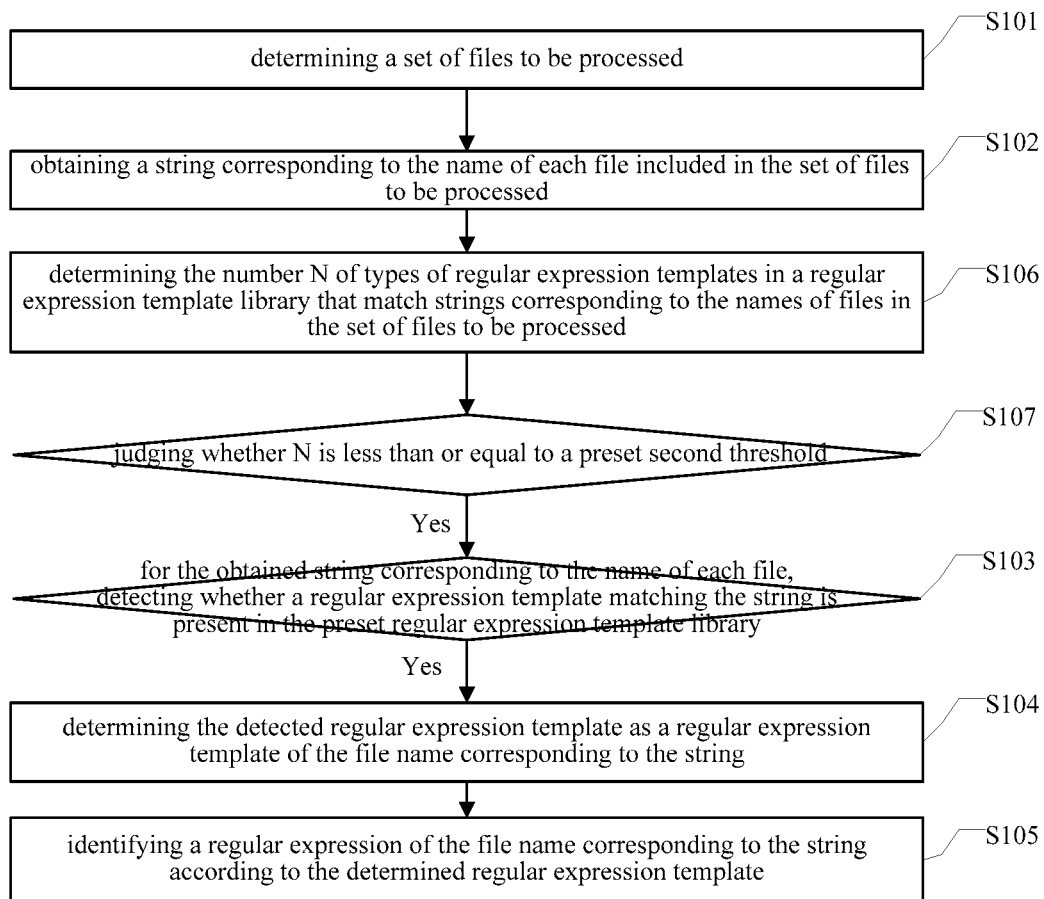 S101
determining a set of files to be processed
S102
obtaining a string corresponding to the name of each file included in the set of files
to be processed
S106
determining the number N of types of regular expression templates in a regular
expression template library that match strings corresponding to the names of files in
the set of files to be processed
S107
judging whether N is less than or equal to a preset second threshold
Yes
S103
for the obtained string corresponding to the name of each file,
detecting whether a regular expression template matching the string is
present in the preset regular expression template library
Yes
S104
determining the detected regular expression template as a regular expression
template of the file name corresponding to the string
S105
identifying a regular expression of the file name corresponding to the string
according to the determined regular expression template